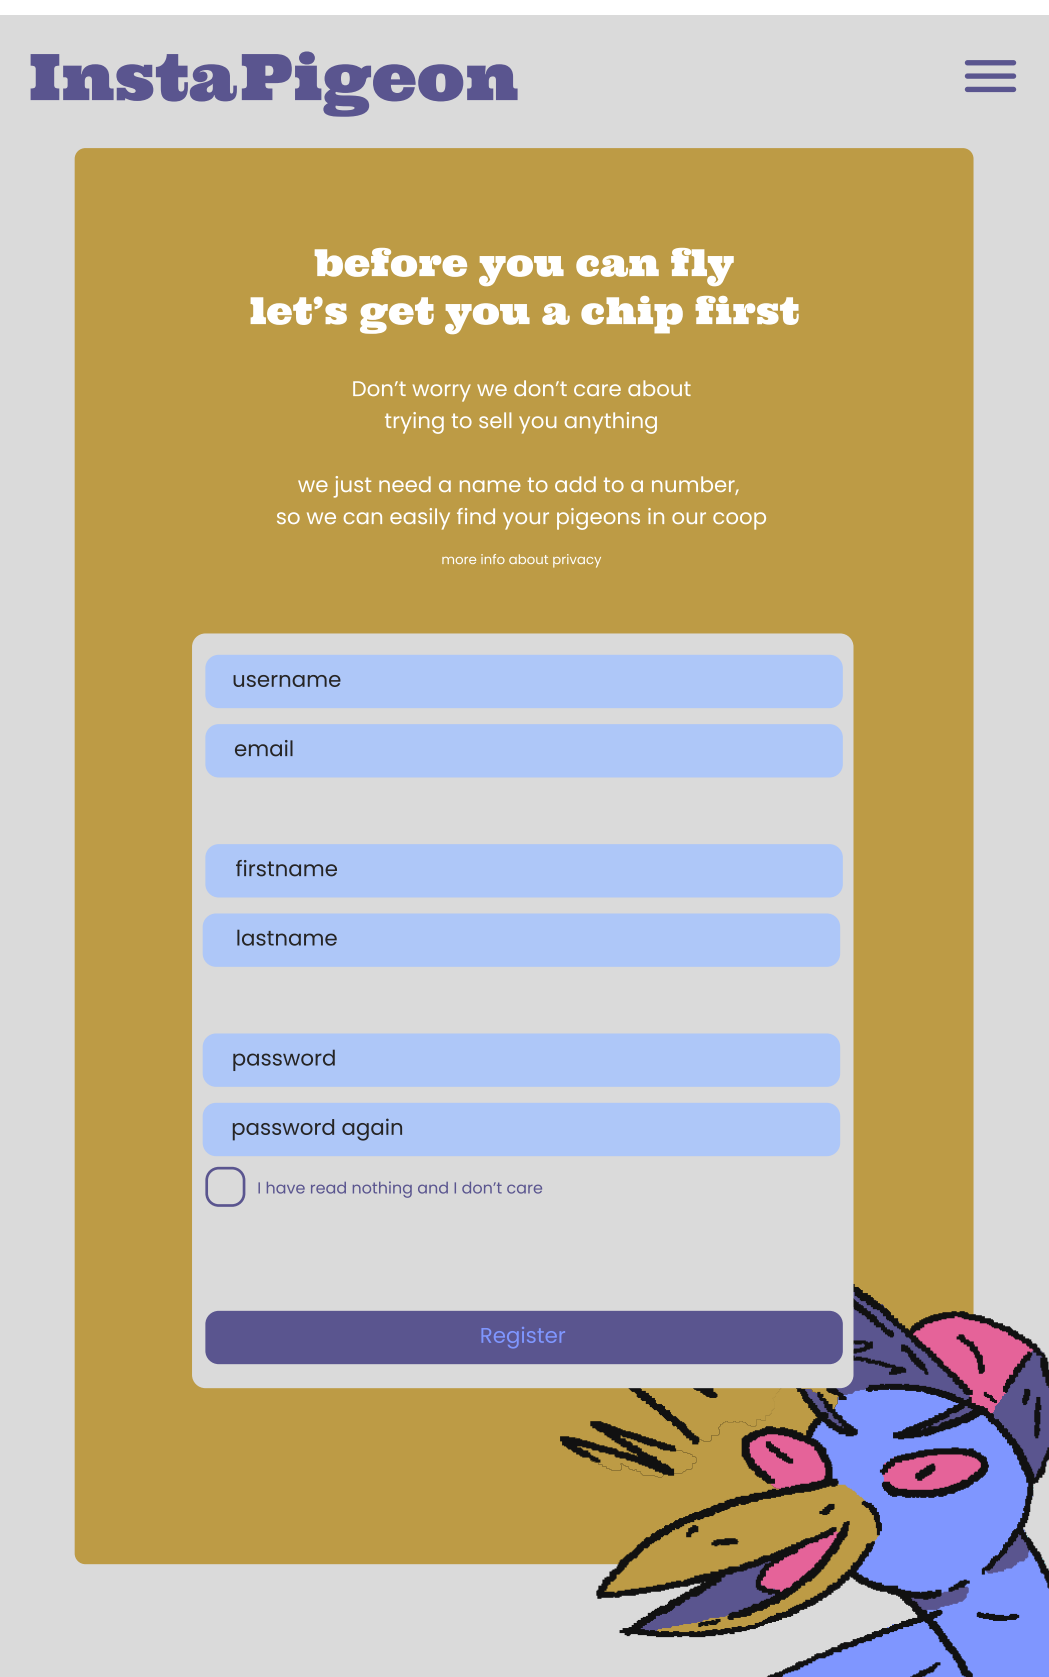 InstaPigeon
before you can fly
let's get you a chip first
Don't worry we don't care about
trying to sell you anything
we just need a name to add to a number,
so we can easily find your pigeons in our coop
more info about privacy
username
email
firstname
lastname
password
password again
I have read nothing and I don't care
Register